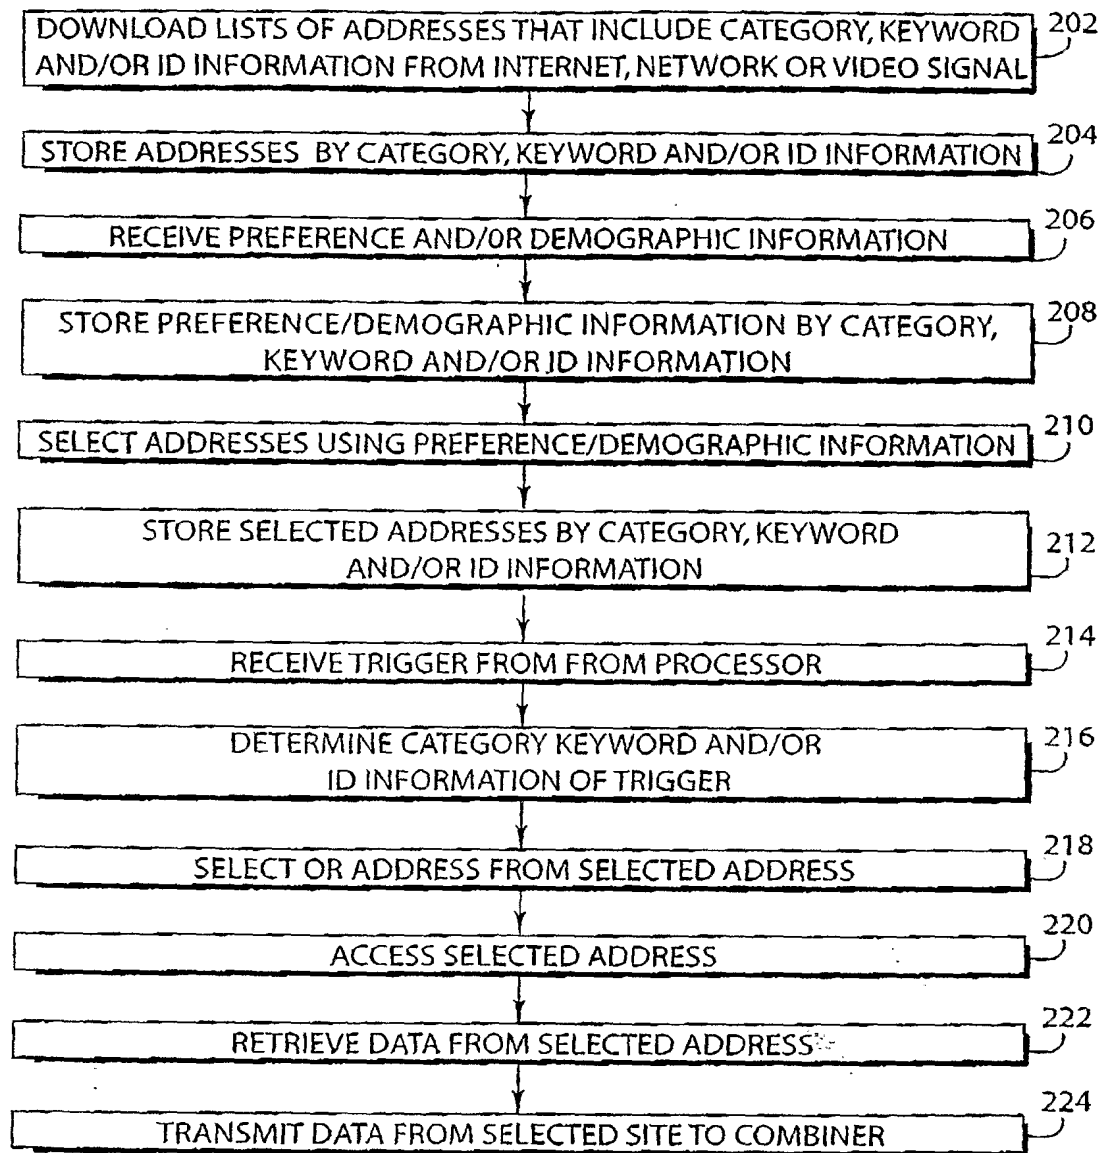 DOWNLOAD LISTS OF ADDRESSES THAT INCLUDE CATEGORY, KEYWORD
AND/OR ID INFORMATION FROM INTERNET, NETWORK OR VIDEO SIGNAL
202
STORE ADDRESSES BY CATEGORY, KEYWORD AND/OR ID INFORMATION
204
RECEIVE PREFERENCE AND/OR DEMOGRAPHIC INFORMATION
206
STORE PREFERENCE/DEMOGRAPHIC INFORMATION BY CATEGORY,
KEYWORD AND/OR ID INFORMATION
208
SELECT ADDRESSES USING PREFERENCE/DEMOGRAPHIC INFORMATION
210
STORE SELECTED ADDRESSES BY CATEGORY, KEYWORD
AND/OR ID INFORMATION
212
RECEIVE TRIGGER FROM FROM PROCESSOR
214
DETERMINE CATEGORY KEYWORD AND/OR
ID INFORMATION OF TRIGGER
216
SELECT OR ADDRESS FROM SELECTED ADDRESS
218
ACCESS SELECTED ADDRESS
220
RETRIEVE DATA FROM SELECTED ADDRESS
222
TRANSMIT DATA FROM SELECTED SITE TO COMBINER
224